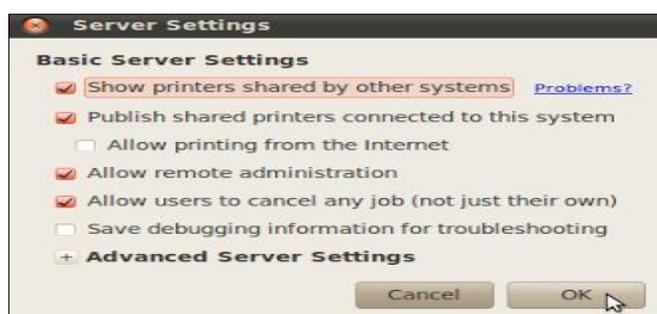 Server Settings
Basic Server Settings
Show printers shared by other systems Problems?
Publish shared printers connected to this system
Allow printing from the Internet
Allow remote administration
Allow users to cancel any job (not just their own)
Save debugging information for troubleshooting
+ Advanced Server Settings
Cancel OK